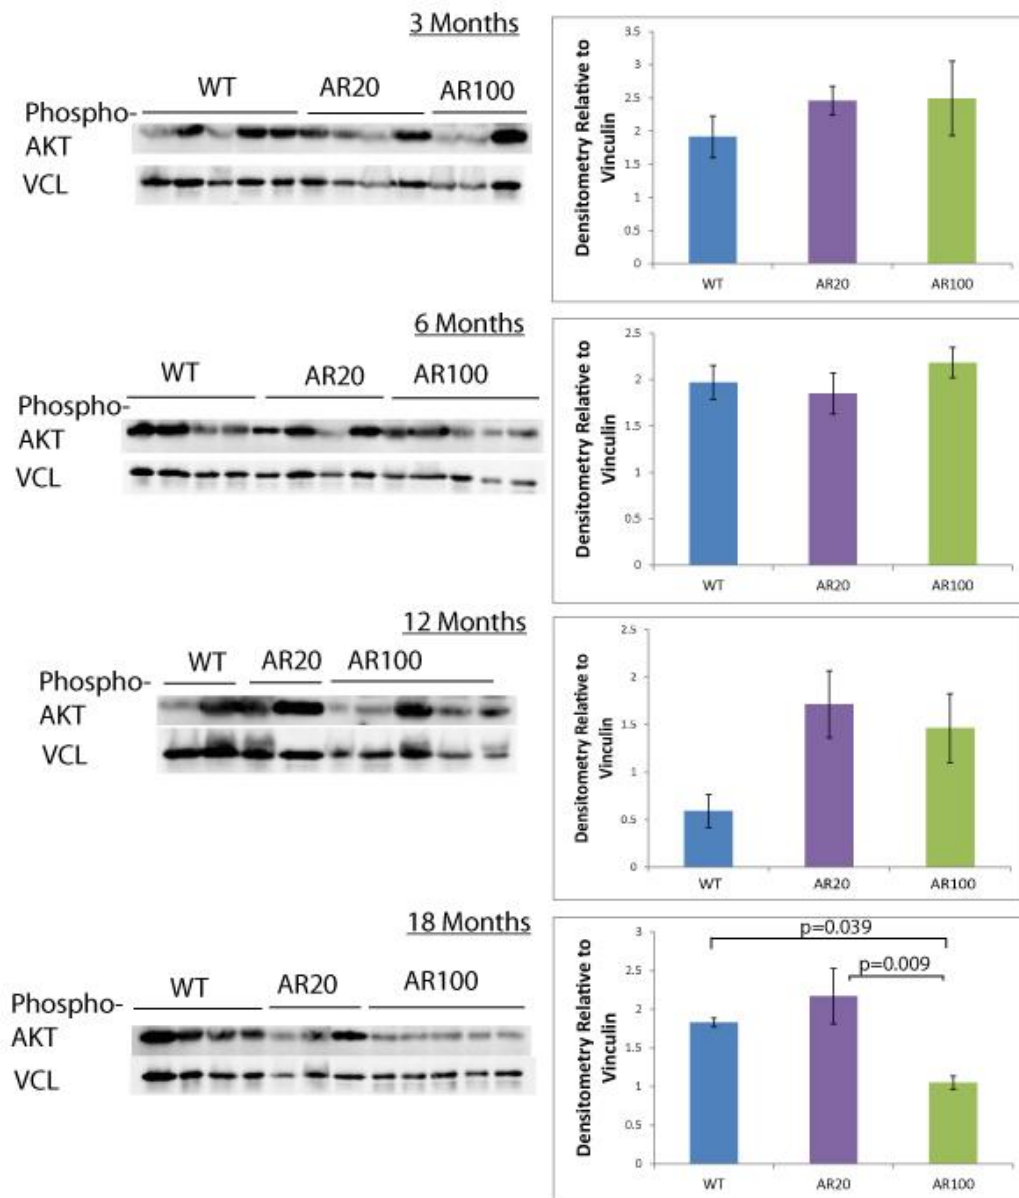 3 Months
WT AR20 AR100
Phospho-
AKT
VCL
Densitometry Relative to
Vinculin
3.5
3
2.5
2
1.5
1
0.5
0
WT AR20 AR100
6 Months
WT AR20 AR100
Phospho-
AKT
VCL
Densitometry Relative to
Vinculin
2.5
2
1.5
1
0.5
0
WT AR20 AR100
12 Months
WT AR20 AR100
Phospho-
AKT
VCL
Densitometry Relative to
Vinculin
2.5
2
1.5
1
0.5
0
WT AR20 AR100
18 Months
WT AR20 AR100
Phospho-
AKT
VCL
Densitometry Relative to
Vinculin
3
2.5
2
1.5
1
0.5
0
p=0.039
p=0.009
WT AR20 AR100